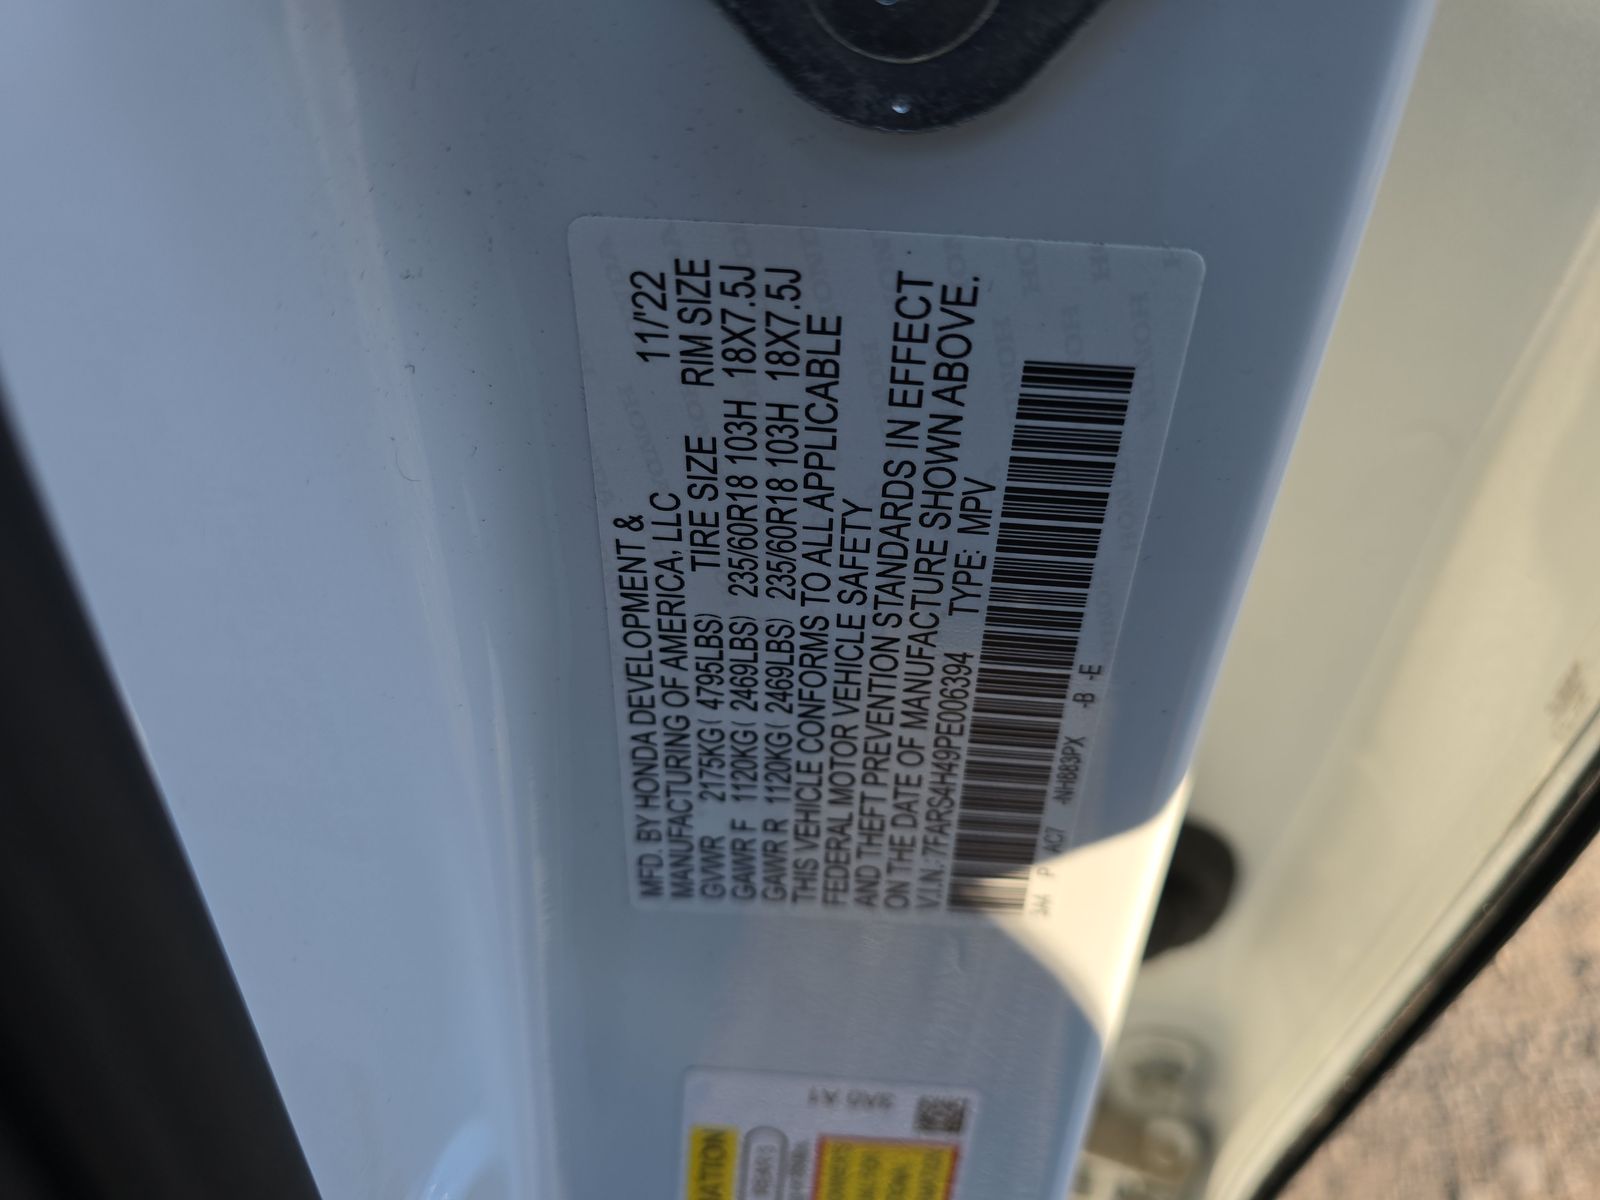 MFD. BY HONDA DEVELOPMENT & 11/'22
MANUFACTURING OF AMERICA, LLC
GVWR 2175KG( 4795LBS) TIRE SIZE RIM SIZE
GAWR F 1120KG( 2469LBS) 235/60R18 103H 18X7.5J
GAWR R 1120KG( 2469LBS) 235/60R18 103H 18X7.5J
THIS VEHICLE CONFORMS TO ALL APPLICABLE
FEDERAL MOTOR VEHICLE SAFETY
AND THEFT PREVENTION STANDARDS IN EFFECT
ON THE DATE OF MANUFACTURE SHOWN ABOVE.
V.I.N.: 7FARS4H49PE006394 TYPE: MPV
P AC7 -NH883PX -B -E
3A0 A1